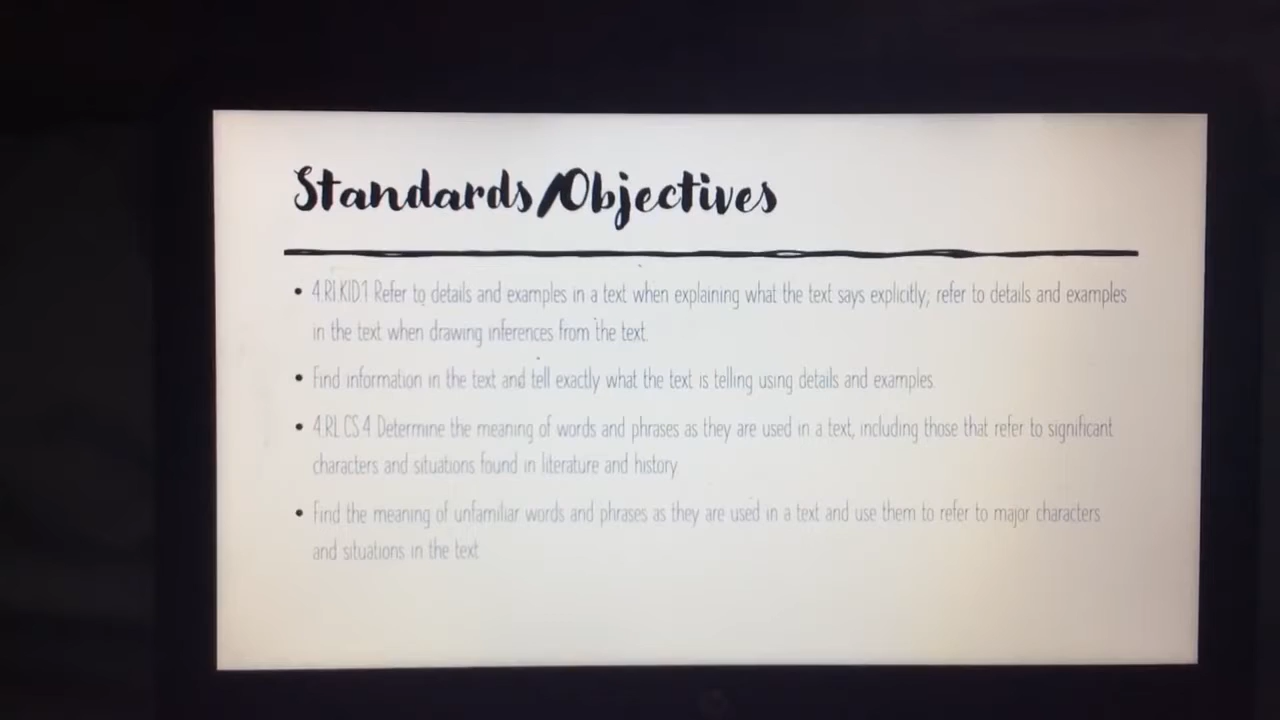 Standards/Objectives
• 4.RI.KID.1 Refer to details and examples in a text when explaining what the text says explicitly; refer to details and examples
in the text when drawing inferences from the text.
• Find information in the text and tell exactly what the text is telling using details and examples.
• 4.RL.CS.4 Determine the meaning of words and phrases as they are used in a text, including those that refer to significant
characters and situations found in literature and history.
• Find the meaning of unfamiliar words and phrases as they are used in a text and use them to refer to major characters
and situations in the text